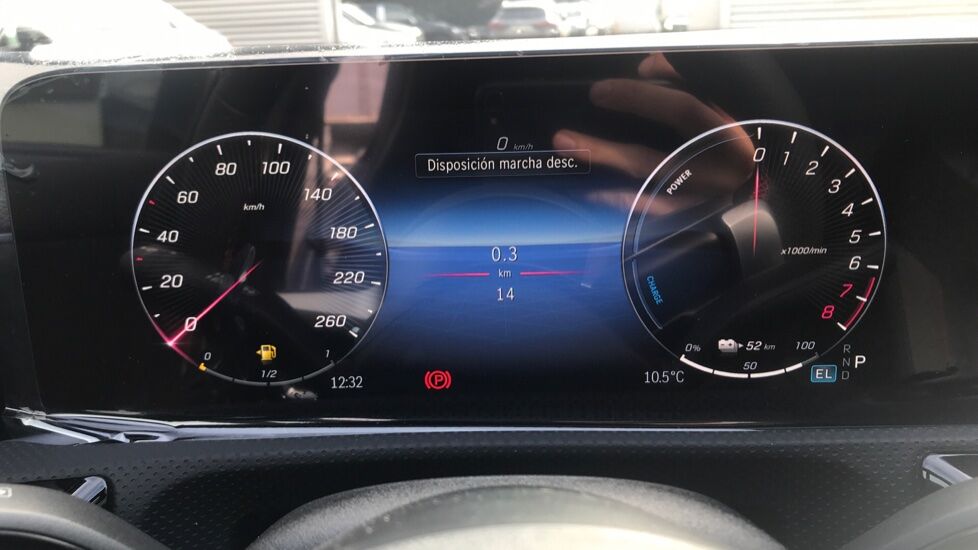 0 km/h
Disposición marcha desc.
0 20 40 60 80 100 140 180 220 260
km/h
0 1/2 1
12:32
0.3
km
14
POWER
CHARGE
0 1 2 3 4 5 6 7 8
x1000/min
52 km
0% 50 100
10.5°C
EL
R
N
D
P